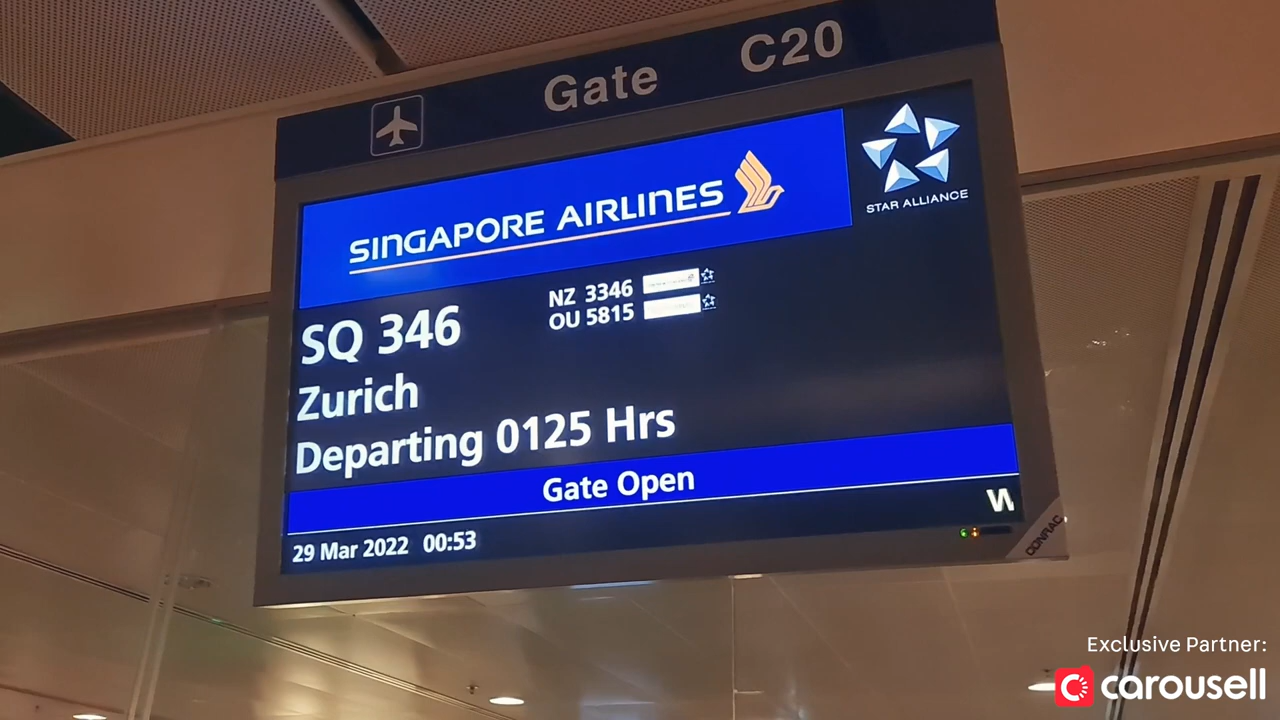 Gate C20
SINGAPORE AIRLINES
STAR ALLIANCE
SQ 346
NZ 3346
OU 5815
Zurich
Departing 0125 Hrs
Gate Open
29 Mar 2022 00:53
CONRAC
Exclusive Partner:
carousell